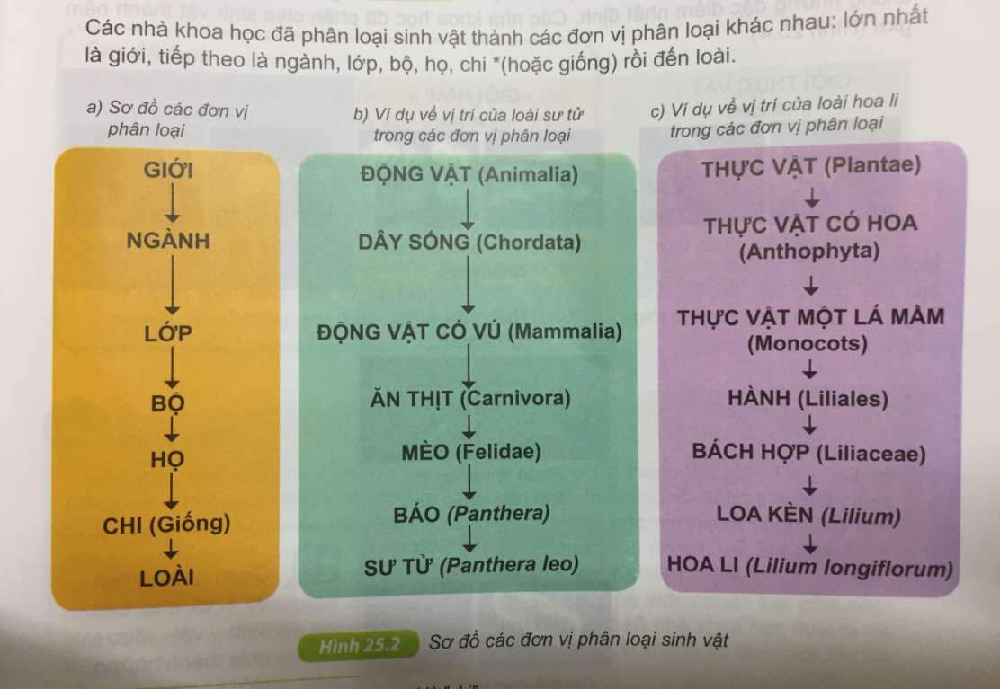 Các nhà khoa học đã phân loại sinh vật thành các đơn vị phân loại khác nhau: lớn nhất
là giới, tiếp theo là ngành, lớp, bộ, họ, chi *(hoặc giống) rồi đến loài.
a) Sơ đồ các đơn vị
phân loại
GIỚI
NGÀNH
LỚP
BỘ
HỌ
CHI (Giống)
LOÀI
b) Ví dụ về vị trí của loài sư tử
trong các đơn vị phân loại
ĐỘNG VẬT (Animalia)
DÂY SỐNG (Chordata)
ĐỘNG VẬT CÓ VÚ (Mammalia)
ĂN THỊT (Carnivora)
MÈO (Felidae)
BÁO (Panthera)
SƯ TỬ (Panthera leo)
c) Ví dụ về vị trí của loài hoa li
trong các đơn vị phân loại
THỰC VẬT (Plantae)
THỰC VẬT CÓ HOA
(Anthophyta)
THỰC VẬT MỘT LÁ MẦM
(Monocots)
HÀNH (Liliales)
BÁCH HỢP (Liliaceae)
LOA KÈN (Lilium)
HOA LI (Lilium longiflorum)
Hình 25.2 Sơ đồ các đơn vị phân loại sinh vật